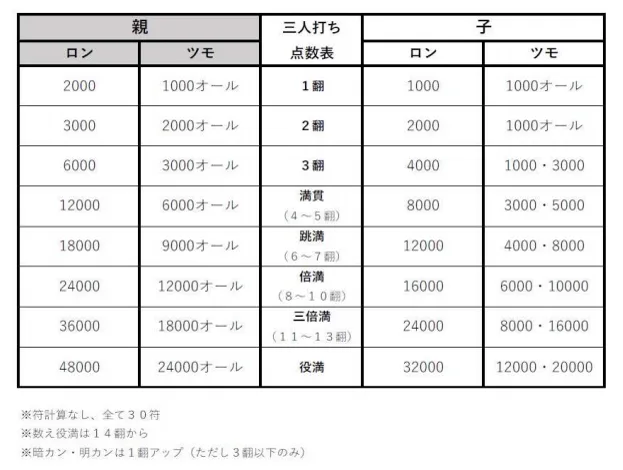 親 三人打ち 子
ロン ツモ 点数表 ロン ツモ
2000 1000オール 1翻 1000 1000オール
3000 2000オール 2翻 2000 1000オール
6000 3000オール 3翻 4000 1000・3000
12000 6000オール 満貫 8000 3000・5000
（4～5翻）
18000 9000オール 跳満 12000 4000・8000
（6～7翻）
24000 12000オール 倍満 16000 6000・10000
（8～10翻）
36000 18000オール 三倍満 24000 8000・16000
（11～13翻）
48000 24000オール 役満 32000 12000・20000
※符計算なし、全て３０符
※数え役満は１４翻から
※暗カン・明カンは１翻アップ（ただし３翻以下のみ）